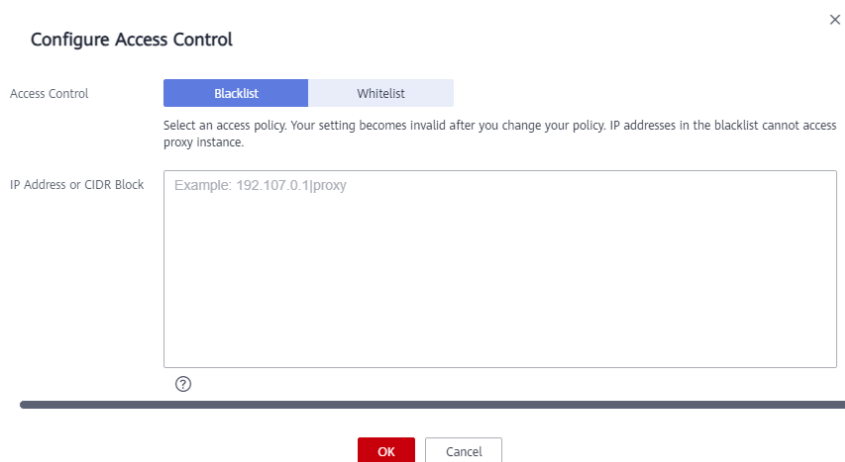 Configure Access Control
Access Control
Blacklist
Whitelist
Select an access policy. Your setting becomes invalid after you change your policy. IP addresses in the blacklist cannot access
proxy instance.
IP Address or CIDR Block
Example: 192.107.0.1|proxy
OK
Cancel